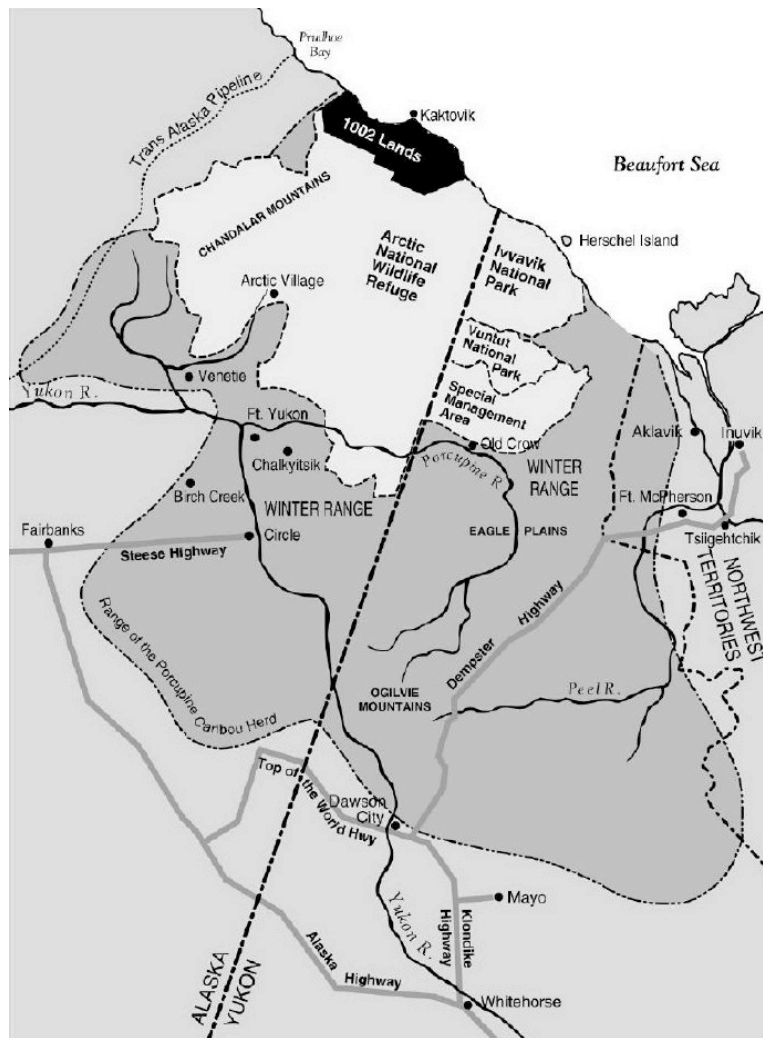 Prudhoe
Bay
Trans Alaska Pipeline
Kaktovik
1002 Lands
Beaufort Sea
CHANDALAR MOUNTAINS
Arctic
National
Wildlife
Refuge
Ivvavik
National
Park
Herschel Island
Arctic Village
Vuntut
National
Park
Venetie
Yukon R.
Special
Management
Area
Ft. Yukon
Old Crow
Aklavik
Inuvik
Chalkyitsik
Porcupine R.
WINTER
RANGE
Birch Creek
WINTER RANGE
Ft. McPherson
Fairbanks
Circle
EAGLE PLAINS
Tsiigehtchik
Steese Highway
NORTHWEST
TERRITORIES
Range of the Porcupine
Caribou Herd
Dempster Highway
OGILVIE
MOUNTAINS
Peel R.
Top of the World Hwy
Dawson
City
Mayo
Yukon R.
Klondike
Highway
Alaska Highway
ALASKA
YUKON
Whitehorse